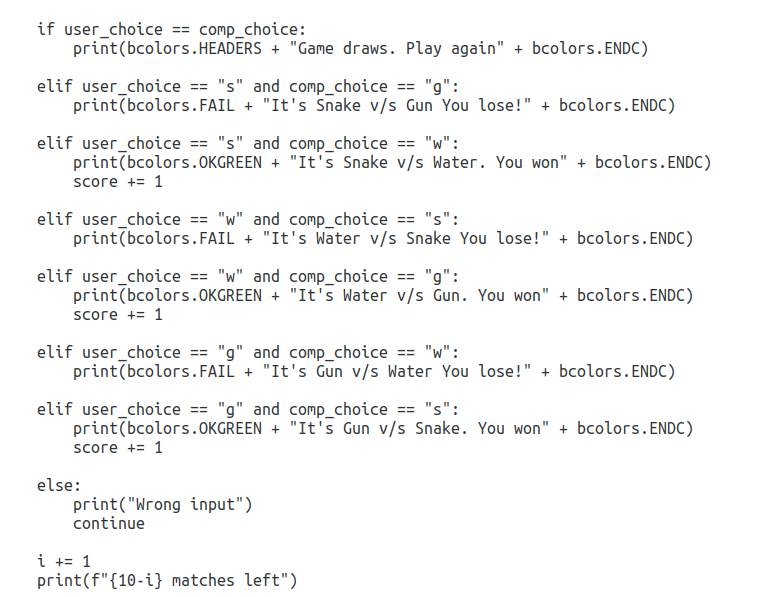 if user_choice == comp_choice:
    print(bcolors.HEADERS + "Game draws. Play again" + bcolors.ENDC)

elif user_choice == "s" and comp_choice == "g":
    print(bcolors.FAIL + "It's Snake v/s Gun You lose!" + bcolors.ENDC)

elif user_choice == "s" and comp_choice == "w":
    print(bcolors.OKGREEN + "It's Snake v/s Water. You won" + bcolors.ENDC)
    score += 1

elif user_choice == "w" and comp_choice == "s":
    print(bcolors.FAIL + "It's Water v/s Snake You lose!" + bcolors.ENDC)

elif user_choice == "w" and comp_choice == "g":
    print(bcolors.OKGREEN + "It's Water v/s Gun. You won" + bcolors.ENDC)
    score += 1

elif user_choice == "g" and comp_choice == "w":
    print(bcolors.FAIL + "It's Gun v/s Water You lose!" + bcolors.ENDC)

elif user_choice == "g" and comp_choice == "s":
    print(bcolors.OKGREEN + "It's Gun v/s Snake. You won" + bcolors.ENDC)
    score += 1

else:
    print("Wrong input")
    continue

i += 1
print(f"{10-i} matches left")